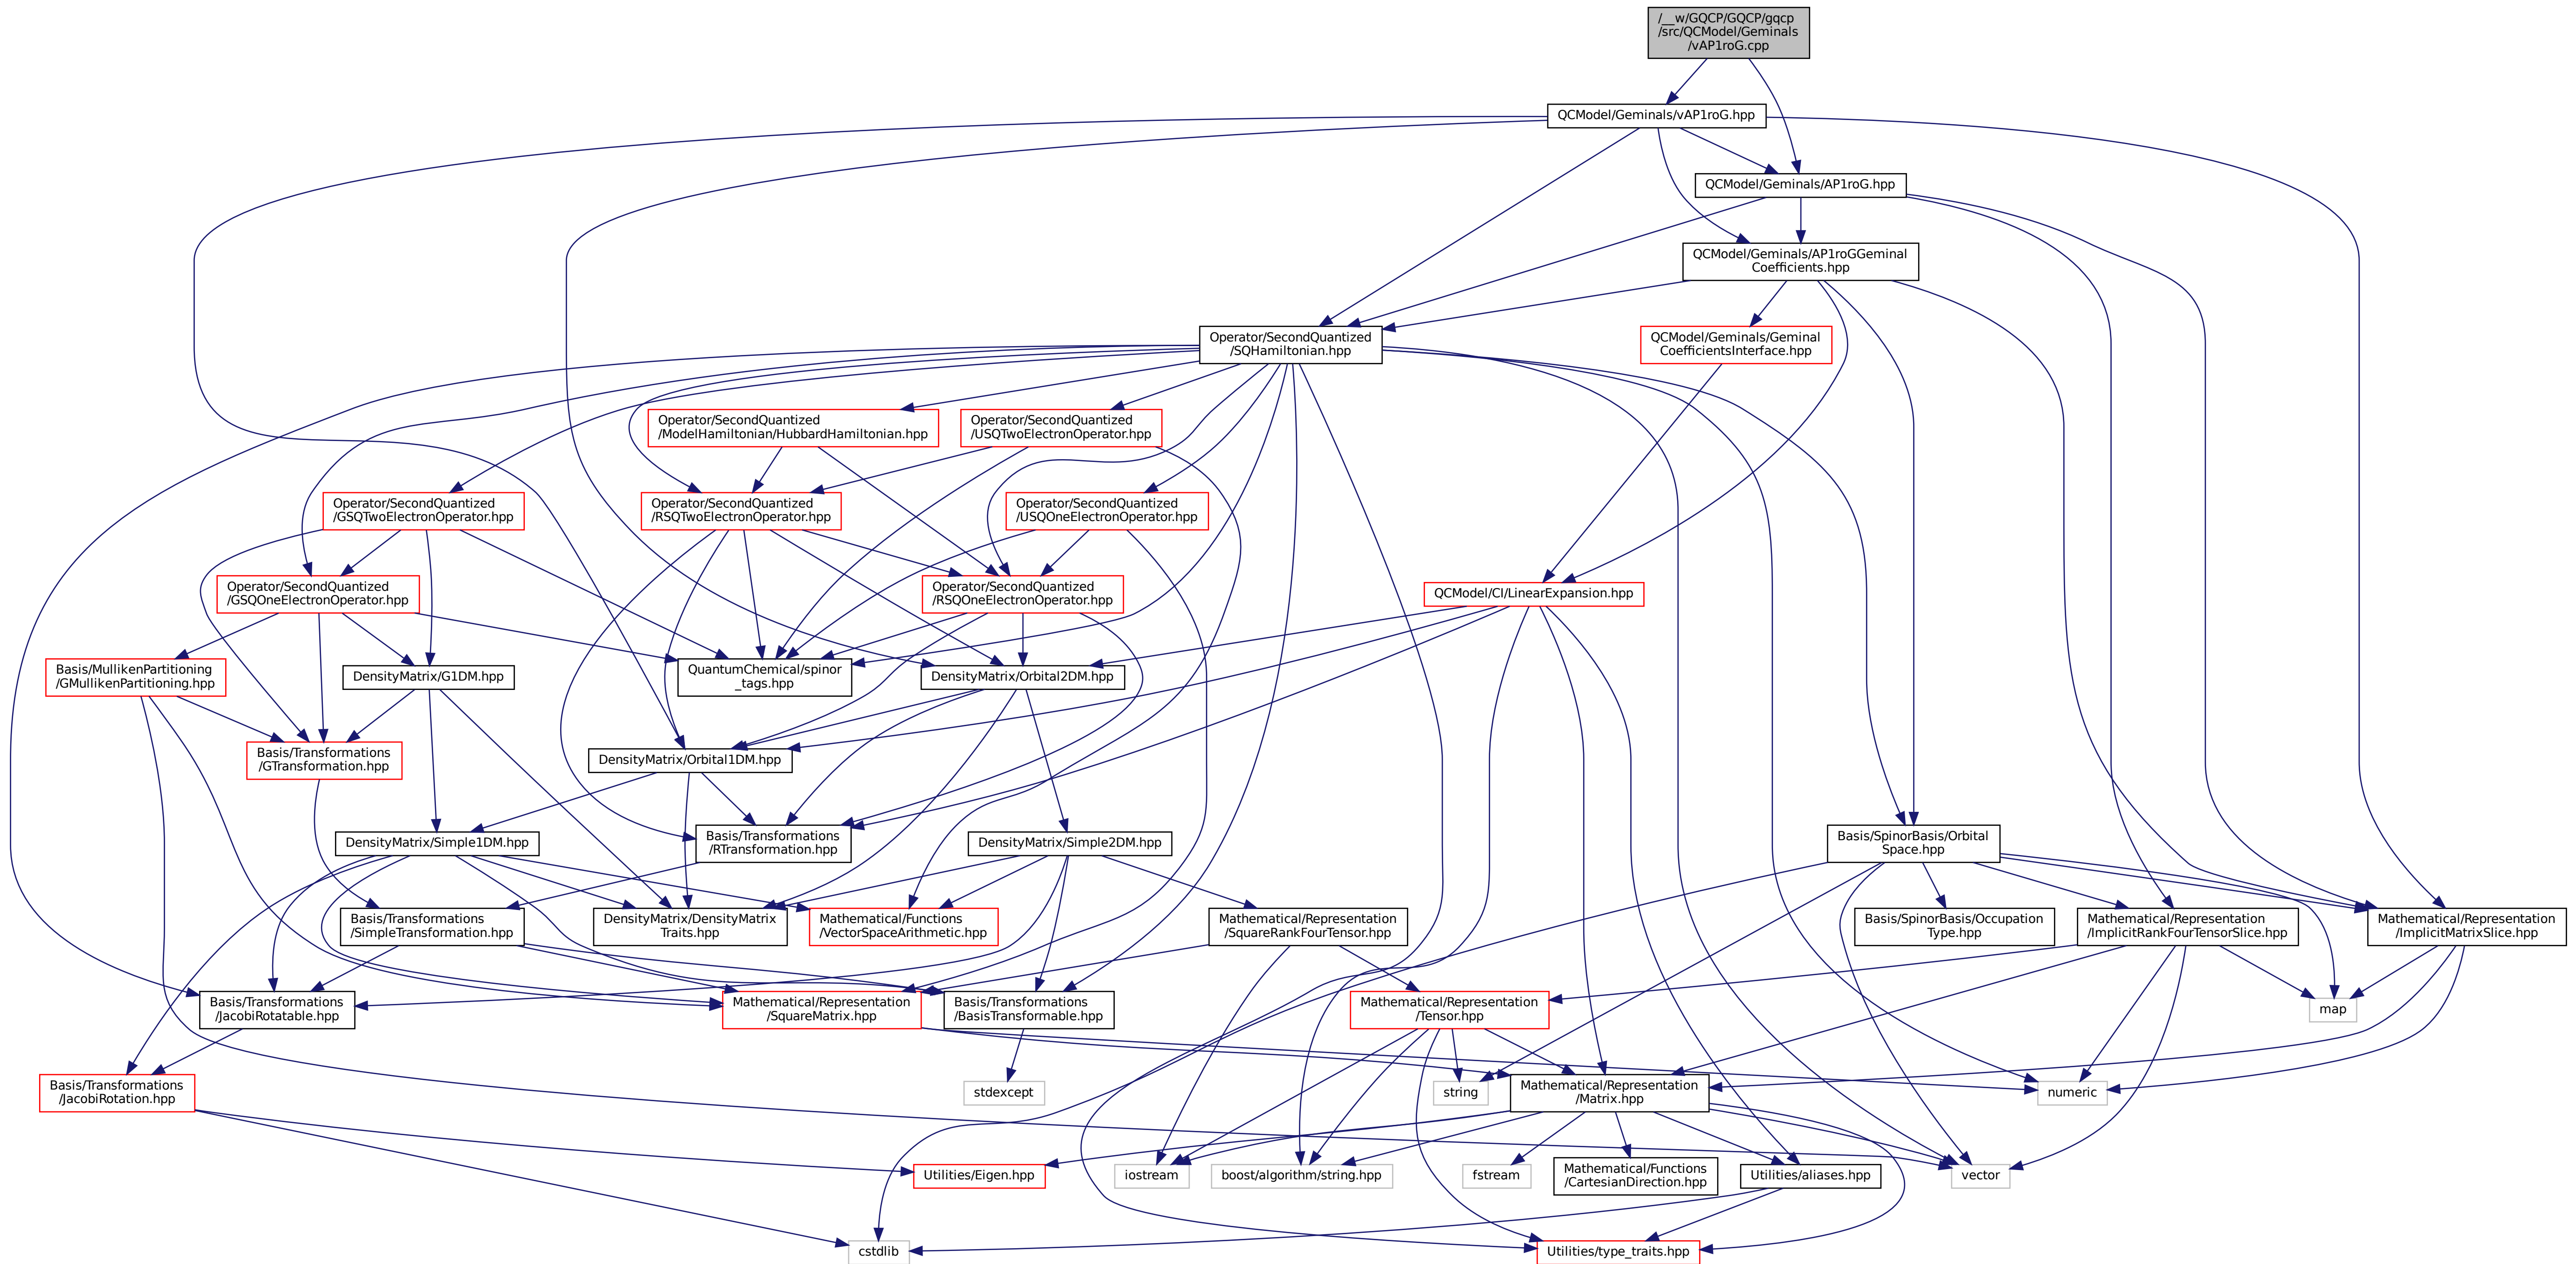 /__w/GQCP/GQCP/gqcp
/src/QCModel/Geminals
/vAP1roG.cpp
QCModel/Geminals/vAP1roG.hpp
QCModel/Geminals/AP1roG.hpp
QCModel/Geminals/AP1roGGeminal
Coefficients.hpp
Operator/SecondQuantized
/SQHamiltonian.hpp
QCModel/Geminals/Geminal
CoefficientsInterface.hpp
Operator/SecondQuantized
/ModelHamiltonian/HubbardHamiltonian.hpp
Operator/SecondQuantized
/USQTwoElectronOperator.hpp
Operator/SecondQuantized
/GSQTwoElectronOperator.hpp
Operator/SecondQuantized
/RSQTwoElectronOperator.hpp
Operator/SecondQuantized
/USQOneElectronOperator.hpp
Operator/SecondQuantized
/GSQOneElectronOperator.hpp
Operator/SecondQuantized
/RSQOneElectronOperator.hpp
QCModel/CI/LinearExpansion.hpp
Basis/MullikenPartitioning
/GMullikenPartitioning.hpp
DensityMatrix/G1DM.hpp
QuantumChemical/spinor
_tags.hpp
DensityMatrix/Orbital2DM.hpp
Basis/Transformations
/GTransformation.hpp
DensityMatrix/Orbital1DM.hpp
DensityMatrix/Simple1DM.hpp
Basis/Transformations
/RTransformation.hpp
DensityMatrix/Simple2DM.hpp
Basis/SpinorBasis/Orbital
Space.hpp
Basis/Transformations
/SimpleTransformation.hpp
DensityMatrix/DensityMatrix
Traits.hpp
Mathematical/Functions
/VectorSpaceArithmetic.hpp
Mathematical/Representation
/SquareRankFourTensor.hpp
Basis/SpinorBasis/Occupation
Type.hpp
Mathematical/Representation
/ImplicitRankFourTensorSlice.hpp
Mathematical/Representation
/ImplicitMatrixSlice.hpp
Basis/Transformations
/JacobiRotatable.hpp
Mathematical/Representation
/SquareMatrix.hpp
Basis/Transformations
/BasisTransformable.hpp
Mathematical/Representation
/Tensor.hpp
map
Basis/Transformations
/JacobiRotation.hpp
stdexcept
string
Mathematical/Representation
/Matrix.hpp
numeric
Utilities/Eigen.hpp
iostream
boost/algorithm/string.hpp
fstream
Mathematical/Functions
/CartesianDirection.hpp
Utilities/aliases.hpp
vector
cstdlib
Utilities/type_traits.hpp